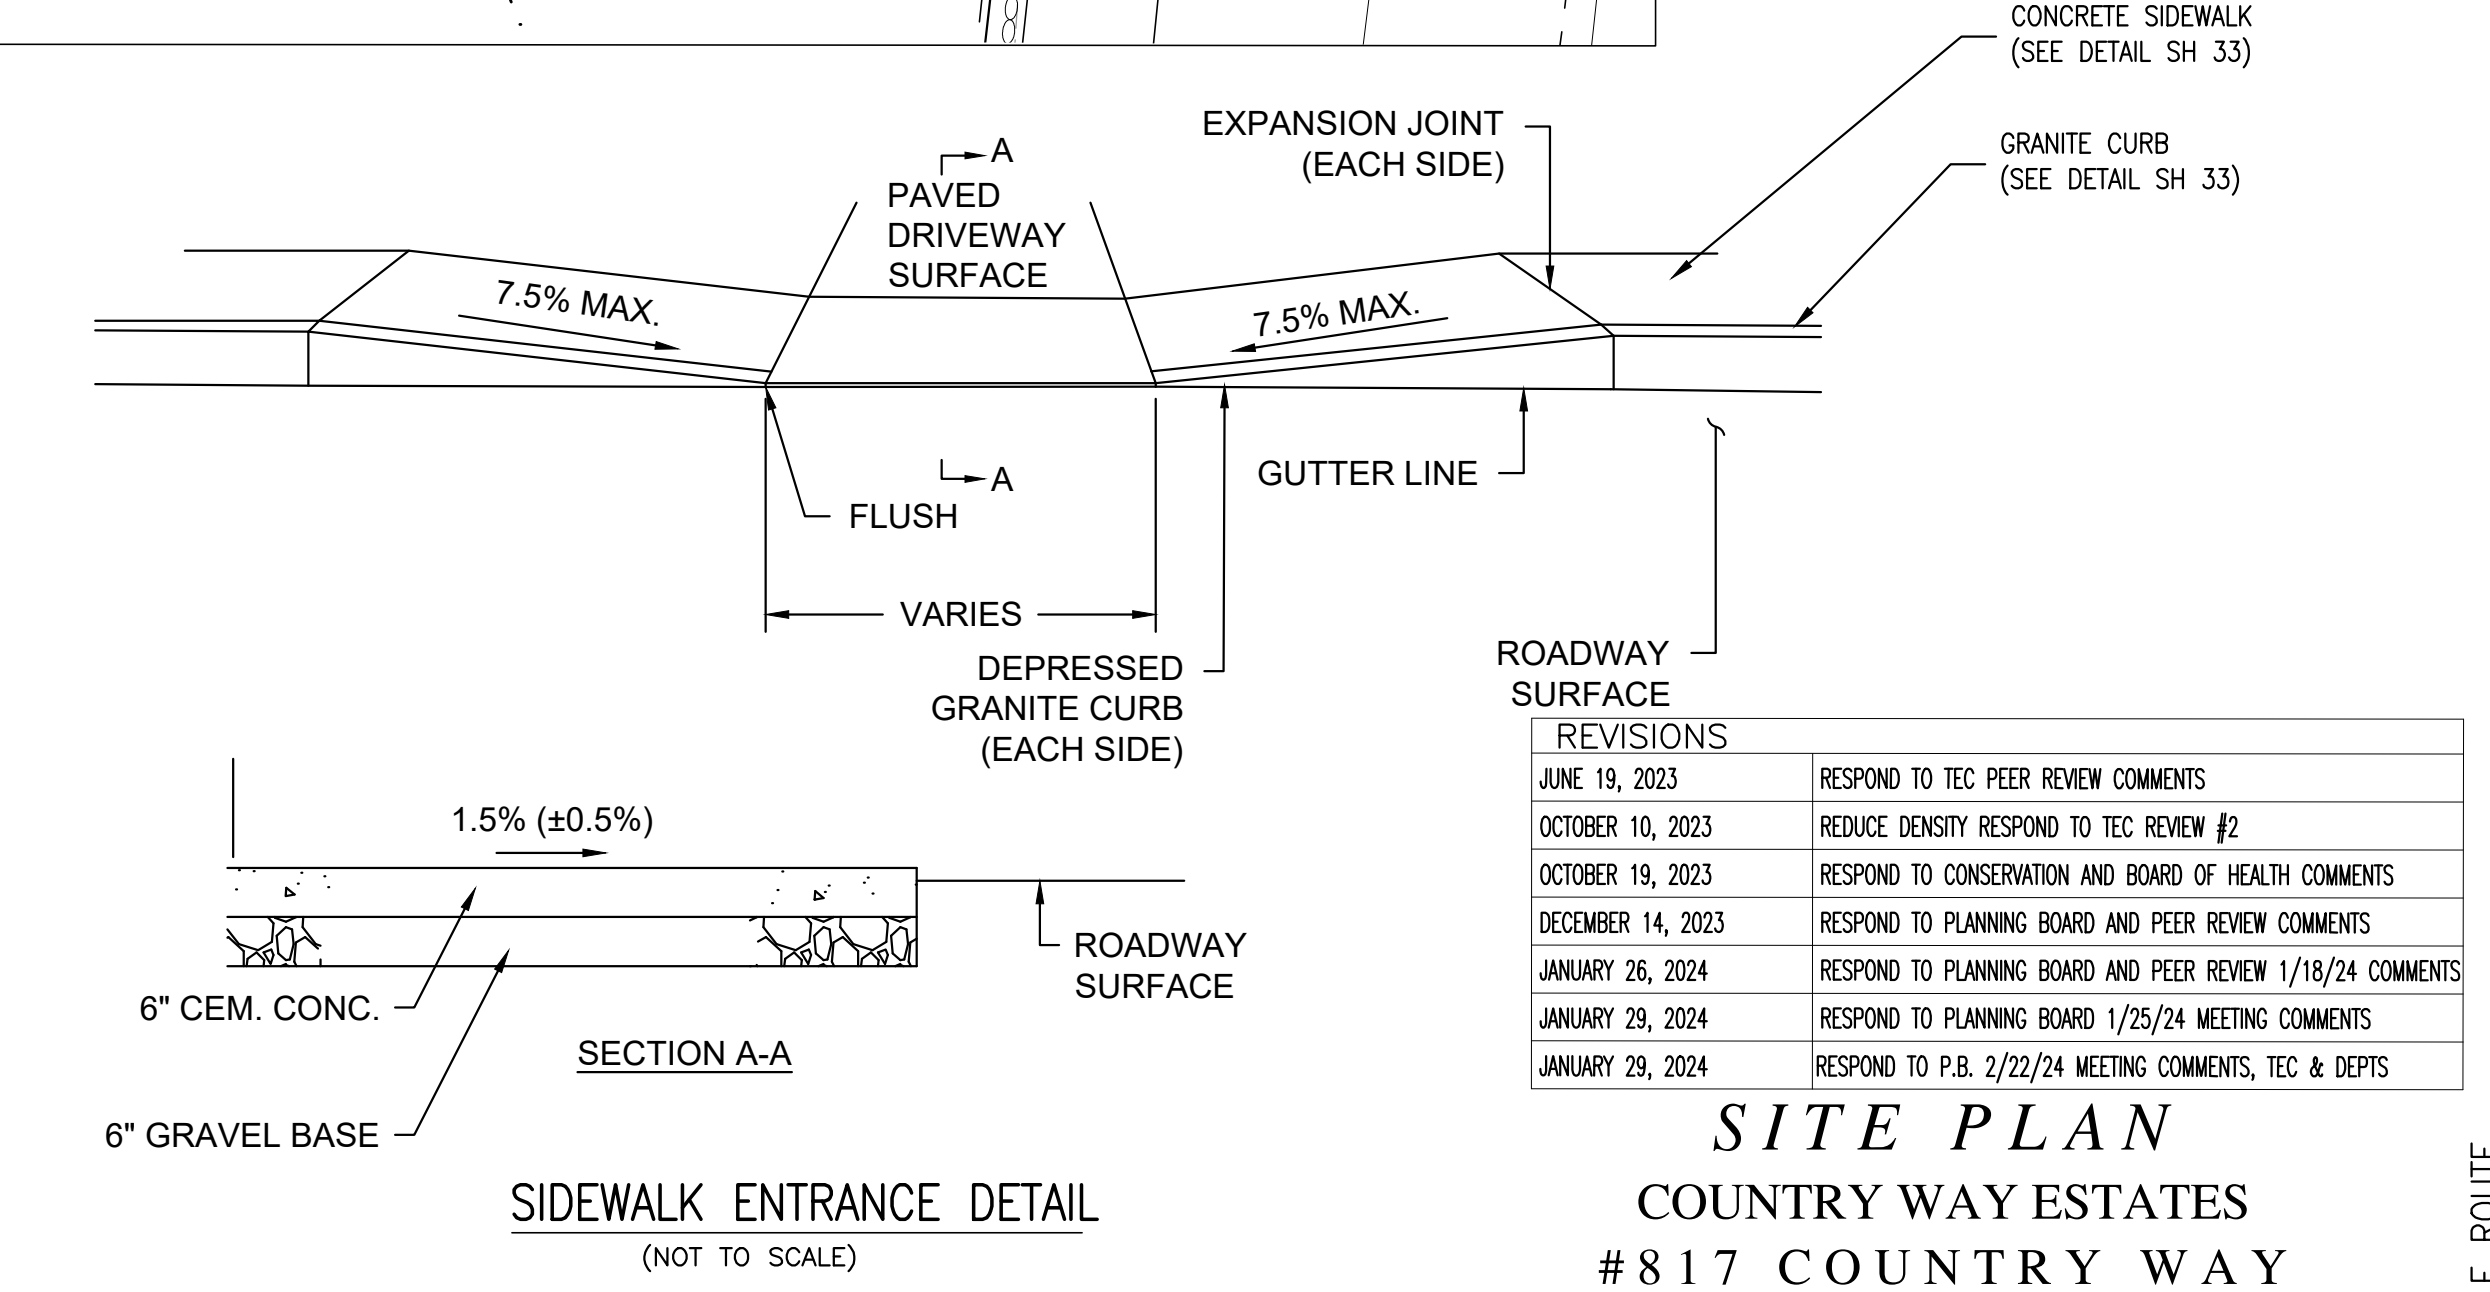 CONCRETE SIDEWALK
(SEE DETAIL SH 33)
EXPANSION JOINT
(EACH SIDE)
GRANITE CURB
(SEE DETAIL SH 33)
A
PAVED
DRIVEWAY
SURFACE
7.5% MAX.
7.5% MAX.
A
GUTTER LINE
FLUSH
VARIES
DEPRESSED
GRANITE CURB
(EACH SIDE)
ROADWAY
SURFACE
1.5% (±0.5%)
ROADWAY
SURFACE
6" CEM. CONC.
SECTION A-A
6" GRAVEL BASE
SIDEWALK ENTRANCE DETAIL
(NOT TO SCALE)
REVISIONS
JUNE 19, 2023 RESPOND TO TEC PEER REVIEW COMMENTS
OCTOBER 10, 2023 REDUCE DENSITY RESPOND TO TEC REVIEW #2
OCTOBER 19, 2023 RESPOND TO CONSERVATION AND BOARD OF HEALTH COMMENTS
DECEMBER 14, 2023 RESPOND TO PLANNING BOARD AND PEER REVIEW COMMENTS
JANUARY 26, 2024 RESPOND TO PLANNING BOARD AND PEER REVIEW 1/18/24 COMMENTS
JANUARY 29, 2024 RESPOND TO PLANNING BOARD 1/25/24 MEETING COMMENTS
JANUARY 29, 2024 RESPOND TO P.B. 2/22/24 MEETING COMMENTS, TEC & DEPTS
SITE PLAN
COUNTRY WAY ESTATES
#817 COUNTRY WAY
ROUTE